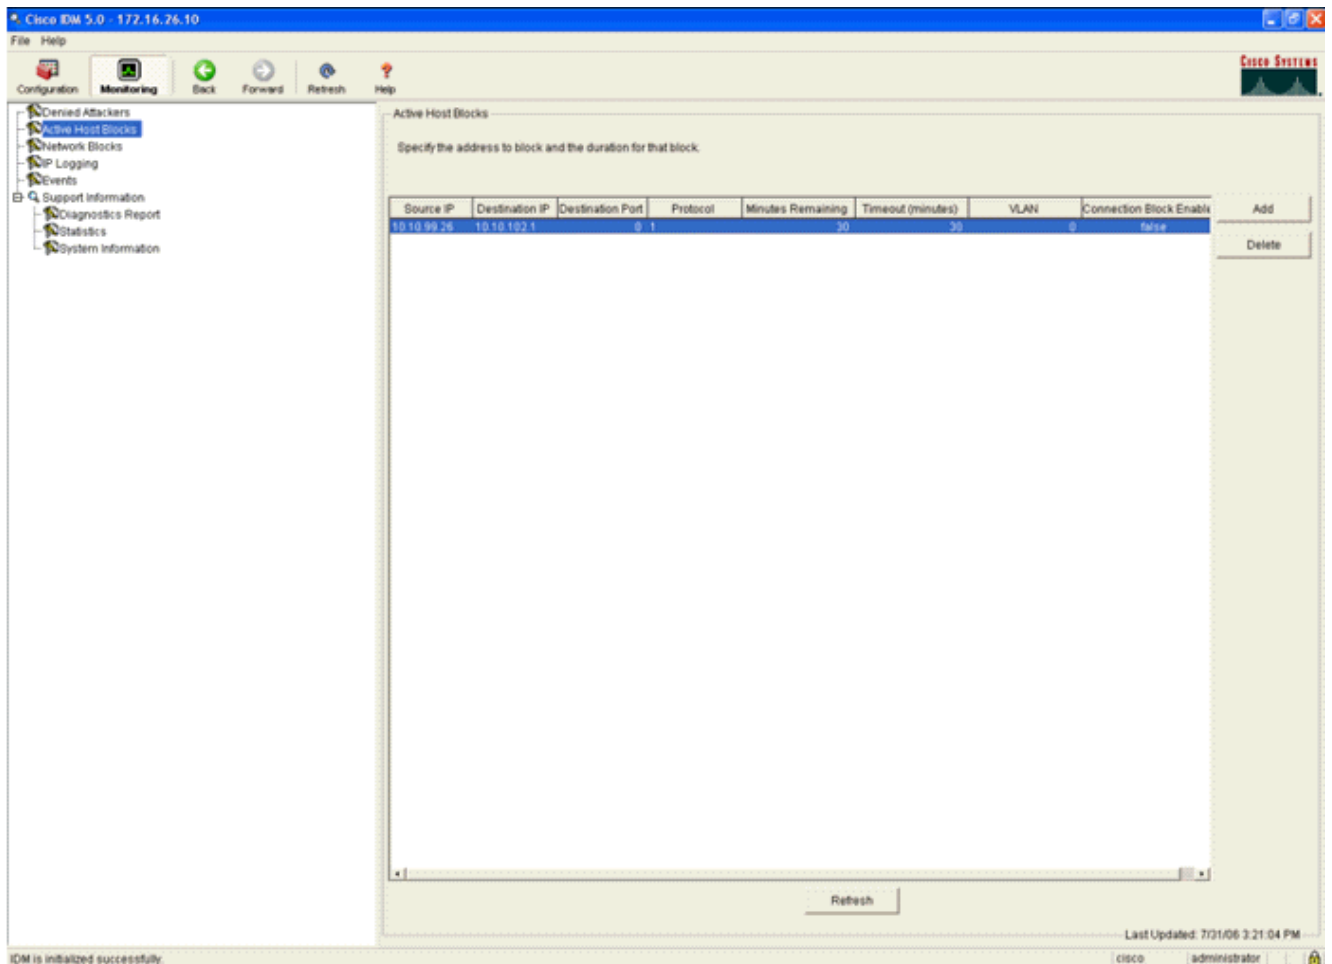 Cisco IDM 5.0 - 172.16.26.10
File Help
Configuration Monitoring Back Forward Refresh Help
CISCO SYSTEMS
Denied Attackers
Active Host Blocks
Network Blocks
IP Logging
Events
Support Information
Diagnostics Report
Statistics
System Information
Active Host Blocks
Specify the address to block and the duration for that block.
Source IP Destination IP Destination Port Protocol Minutes Remaining Timeout (minutes) VLAN Connection Block Enable
10.10.99.26 10.10.102.1 0 1 30 30 0 false
Add
Delete
Refresh
Last Updated: 7/31/06 3:21:04 PM
IDM is initialized successfully. cisco administrator